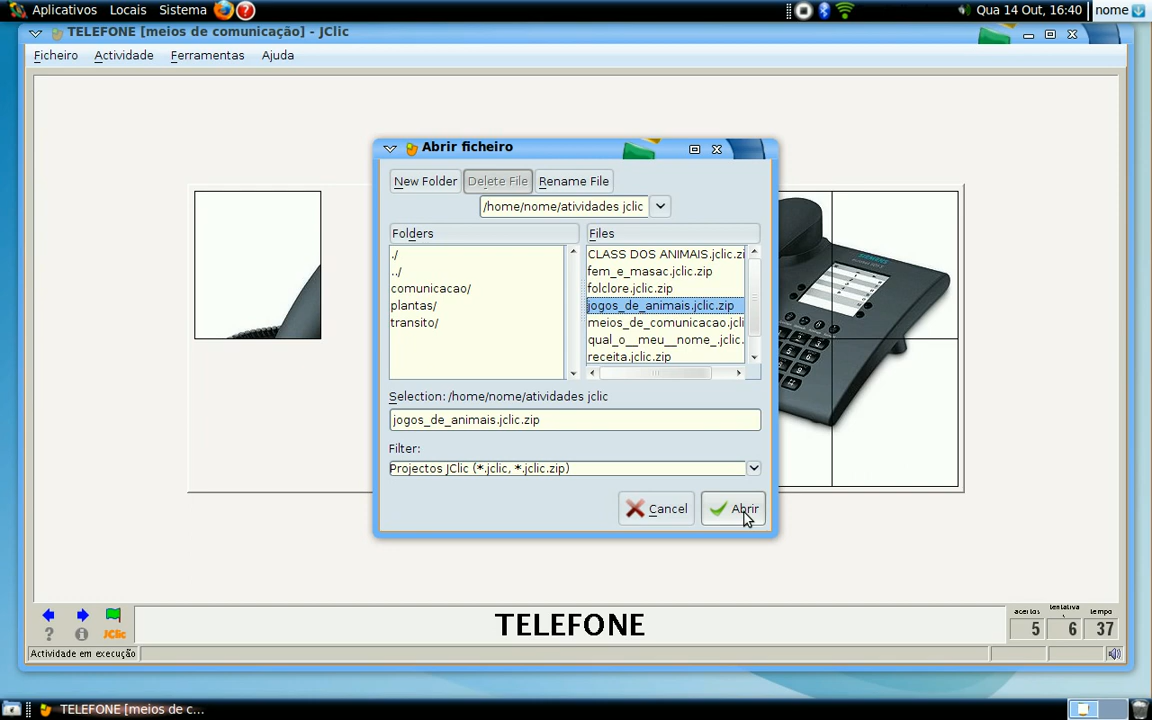 Aplicativos Locais Sistema Qua 14 Out, 16:40 nome
TELEFONE [meios de comunicação] - JClic
Ficheiro Actividade Ferramentas Ajuda
Abrir ficheiro
New Folder Delete File Rename File
/home/nome/atividades jclic
Folders Files
./
../
comunicacao/
plantas/
transito/
CLASS DOS ANIMAIS.jclic.zi
fem_e_masac.jclic.zip
folclore.jclic.zip
jogos_de_animais.jclic.zip
meios_de_comunicacao.jcli
qual_o__meu__nome_.jclic.
receita.jclic.zip
Selection: /home/nome/atividades jclic
jogos_de_animais.jclic.zip
Filter:
Projectos JClic (*.jclic, *.jclic.zip)
Cancel Abrir
SIEMENS
JClic
TELEFONE
acertos tentativa tempo
5 6 37
Actividade em execução
TELEFONE [meios de c...